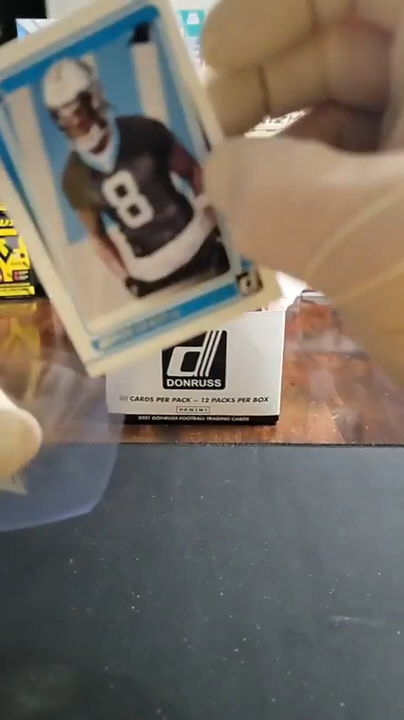 8
DONRUSS
CARDS PER PACK – 12 PACKS PER BOX
PANINI
2021 DONRUSS FOOTBALL TRADING CARDS